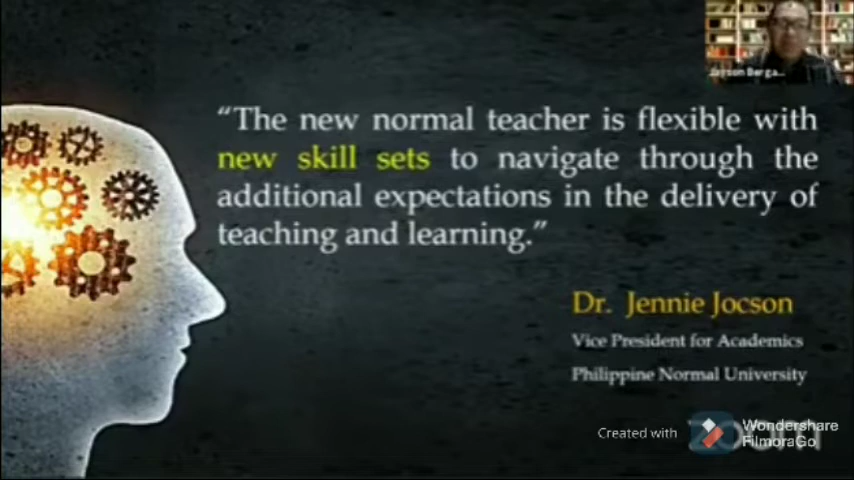 “The new normal teacher is flexible with
new skill sets to navigate through the
additional expectations in the delivery of
teaching and learning.”
Dr. Jennie Jocson
Vice President for Academics
Philippine Normal University
Created with
Wondershare
FilmoraGo